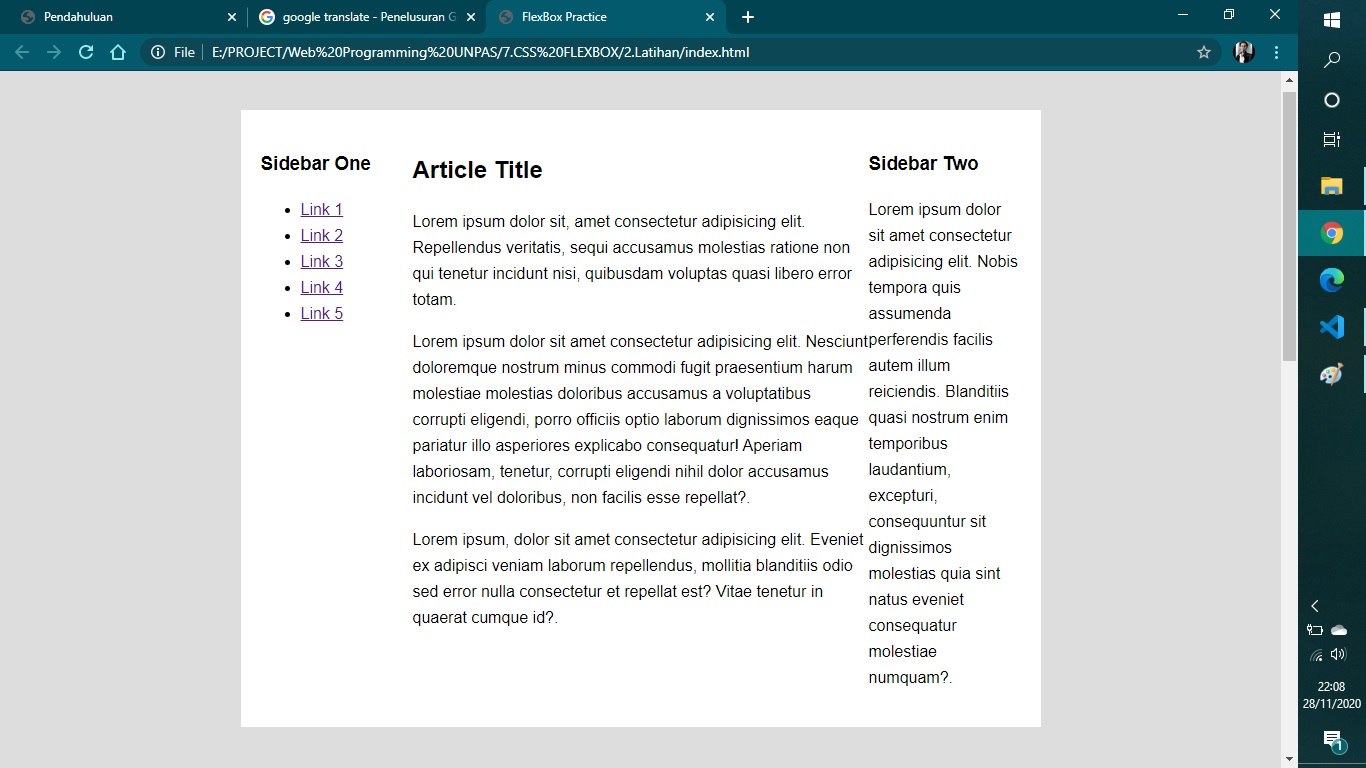 Pendahuluan
google translate - Penelusuran G
FlexBox Practice
File
E:/PROJECT/Web%20Programming%20UNPAS/7.CSS%20FLEXBOX/2.Latihan/index.html
Sidebar One
Link 1
Link 2
Link 3
Link 4
Link 5
Article Title
Lorem ipsum dolor sit, amet consectetur adipisicing elit.
Repellendus veritatis, sequi accusamus molestias ratione non
qui tenetur incidunt nisi, quibusdam voluptas quasi libero error
totam.
Lorem ipsum dolor sit amet consectetur adipisicing elit. Nesciunt
doloremque nostrum minus commodi fugit praesentium harum
molestiae molestias doloribus accusamus a voluptatibus
corrupti eligendi, porro officiis optio laborum dignissimos eaque
pariatur illo asperiores explicabo consequatur! Aperiam
laboriosam, tenetur, corrupti eligendi nihil dolor accusamus
incidunt vel doloribus, non facilis esse repellat?.
Lorem ipsum, dolor sit amet consectetur adipisicing elit. Eveniet
ex adipisci veniam laborum repellendus, mollitia blanditiis odio
sed error nulla consectetur et repellat est? Vitae tenetur in
quaerat cumque id?.
Sidebar Two
Lorem ipsum dolor
sit amet consectetur
adipisicing elit. Nobis
tempora quis
assumenda
perferendis facilis
autem illum
reiciendis. Blanditiis
quasi nostrum enim
temporibus
laudantium,
excepturi,
consequuntur sit
dignissimos
molestias quia sint
natus eveniet
consequatur
molestiae
numquam?.
22:08
28/11/2020
1